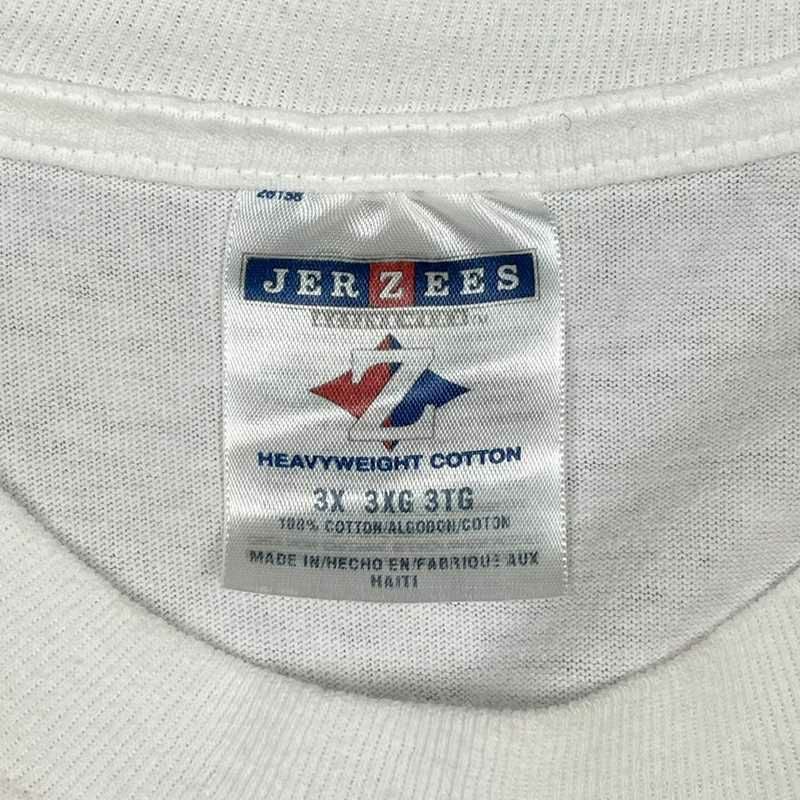 JERZEES
Z
HEAVYWEIGHT COTTON
3X 3XG 3TG
100% COTTON/ALGODON/COTON
MADE IN/HECHO EN/FABRIQUE AUX
HAITI